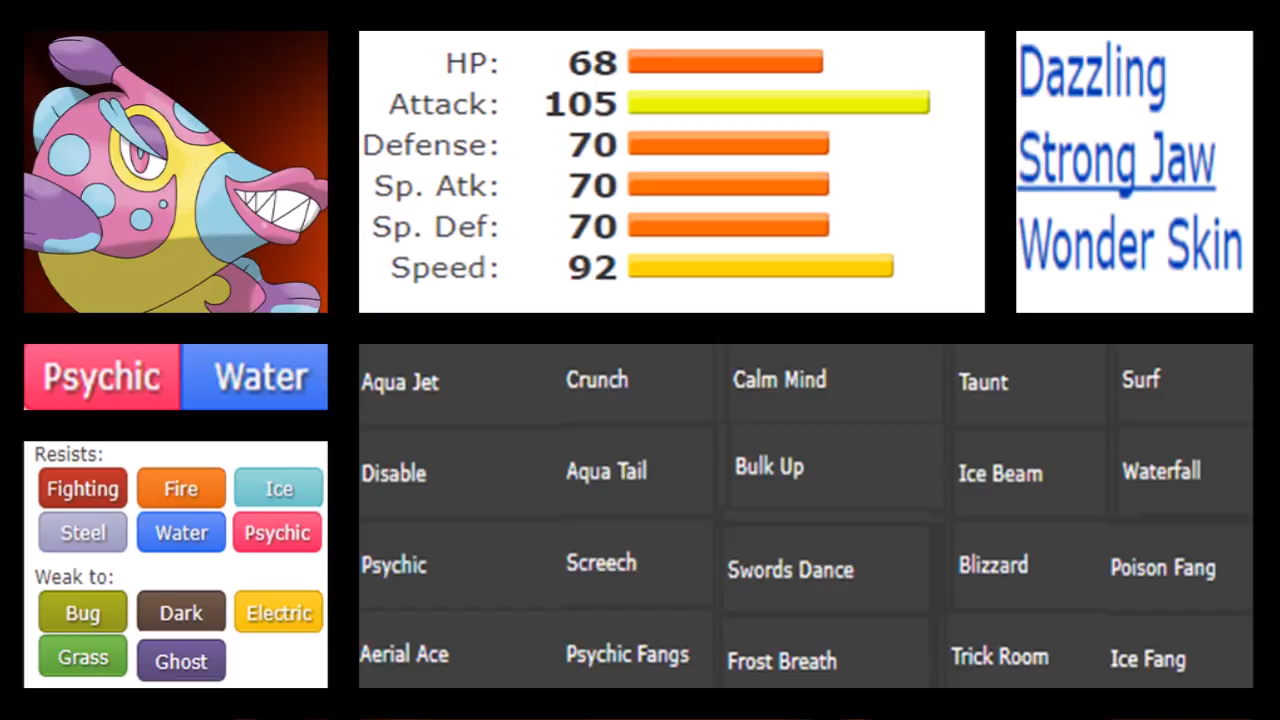 HP: 68
Attack: 105
Defense: 70
Sp. Atk: 70
Sp. Def: 70
Speed: 92
Dazzling
Strong Jaw
Wonder Skin
Psychic Water
Resists:
Fighting Fire Ice
Steel Water Psychic
Weak to:
Bug Dark Electric
Grass Ghost
Aqua Jet Crunch Calm Mind Taunt Surf
Disable Aqua Tail Bulk Up Ice Beam Waterfall
Psychic Screech Swords Dance Blizzard Poison Fang
Aerial Ace Psychic Fangs Frost Breath Trick Room Ice Fang